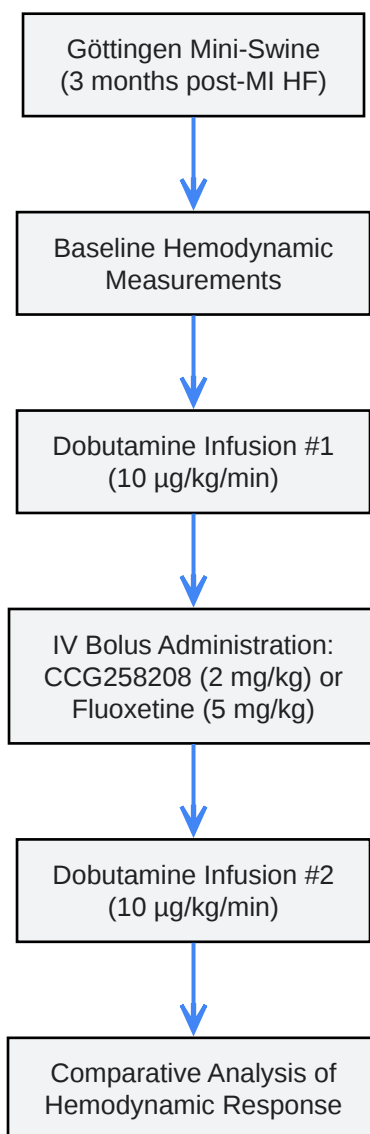 Göttingen Mini-Swine
(3 months post-MI HF)
Baseline Hemodynamic
Measurements
Dobutamine Infusion #1
(10 µg/kg/min)
IV Bolus Administration:
CCG258208 (2 mg/kg) or
Fluoxetine (5 mg/kg)
Dobutamine Infusion #2
(10 µg/kg/min)
Comparative Analysis of
Hemodynamic Response